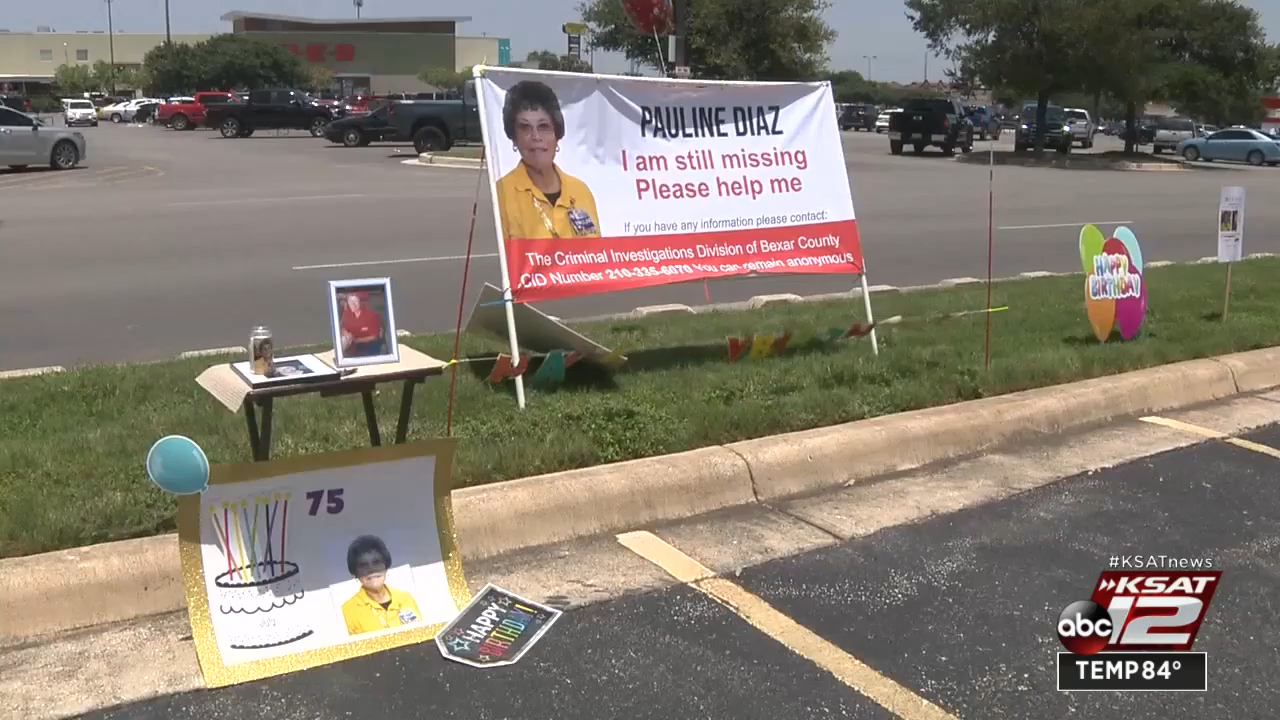 H-E-B
PAULINE DIAZ
I am still missing
Please help me
If you have any information please contact:
The Criminal Investigations Division of Bexar County
CID Number 210-335-6070 You can remain anonymous
HAPPY
BIRTHDAY
75
HAPPY
BIRTHDAY!
#KSATnews
KSAT
abc 12
TEMP 84°